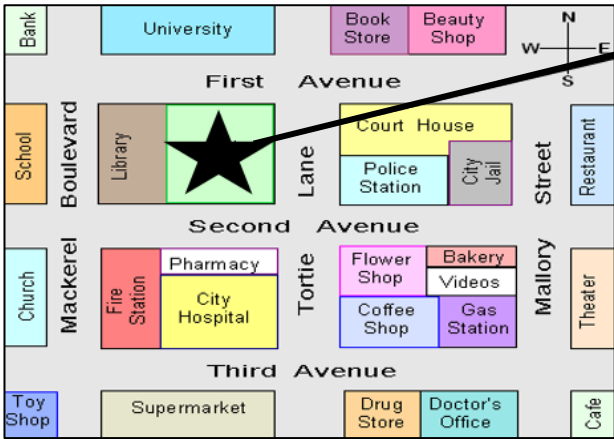 Bank
University
Book
Store
Beauty
Shop
N
W
E
S
First Avenue
School
Boulevard
Library
Lane
Court House
Police
Station
City
Jail
Street
Restaurant
Second Avenue
Church
Mackerel
Fire
Station
Pharmacy
City
Hospital
Tortie
Flower
Shop
Bakery
Videos
Coffee
Shop
Gas
Station
Mallory
Theater
Third Avenue
Toy
Shop
Supermarket
Drug
Store
Doctor's
Office
Cafe